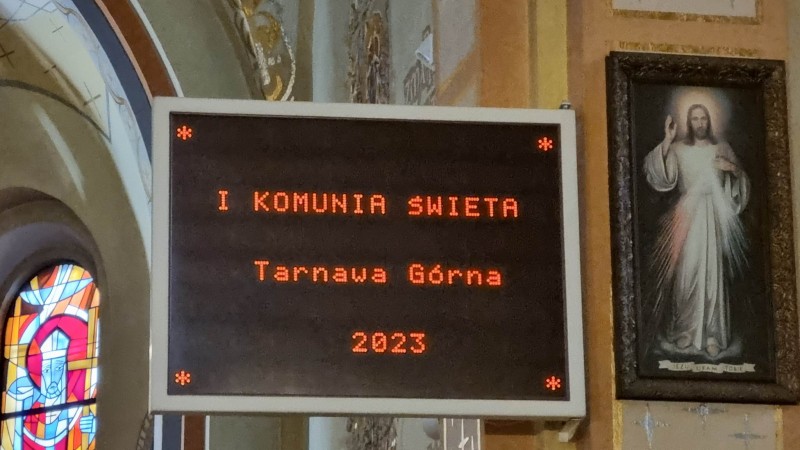 * *
I KOMUNIA ŚWIETA
Tarnawa Górna
2023
* *